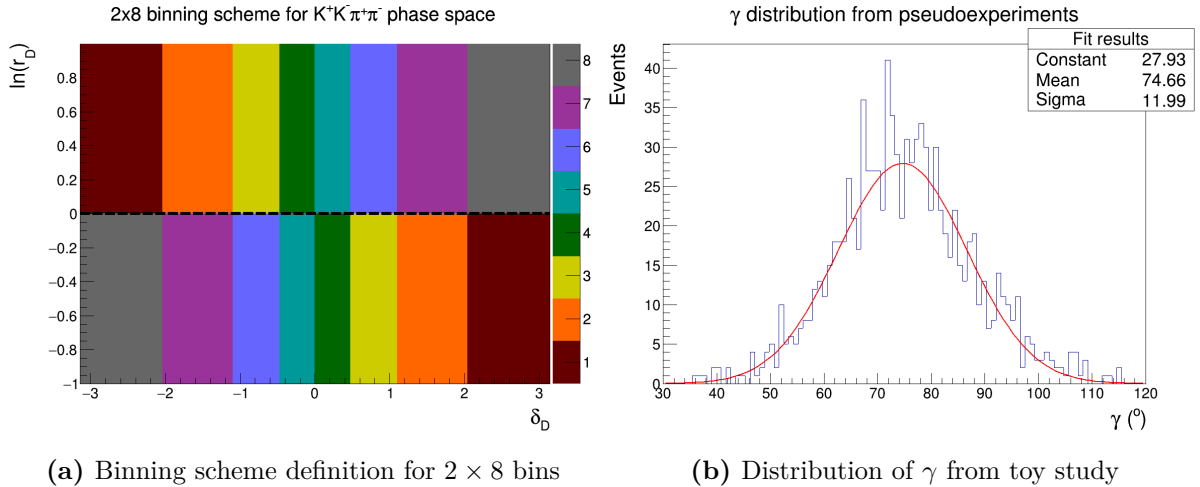 2x8 binning scheme for K⁺K⁻π⁺π⁻ phase space
ln(r_D)
0.8
0.6
0.4
0.2
0
−0.2
−0.4
−0.6
−0.8
−1
−3 −2 −1 0 1 2 3
δ_D
8
7
6
5
4
3
2
1
γ distribution from pseudoexperiments
Fit results
Constant 27.93
Mean 74.66
Sigma 11.99
Events
40
35
30
25
20
15
10
5
0
30 40 50 60 70 80 90 100 110 120
γ (°)
(a) Binning scheme definition for 2 × 8 bins
(b) Distribution of γ from toy study